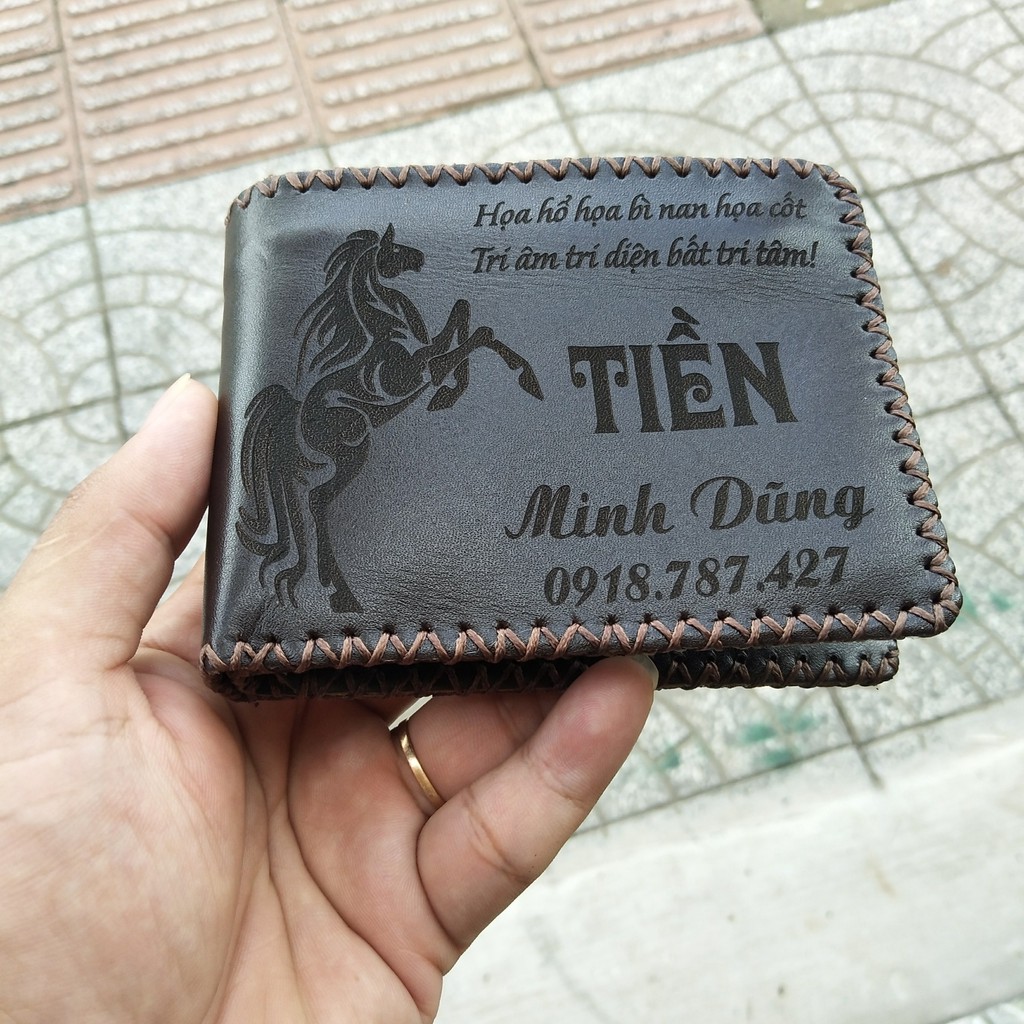 Họa hổ họa bì nan họa cốt
Tri âm tri diện bất tri tâm!
TIỀN
Minh Dũng
0918.787.427